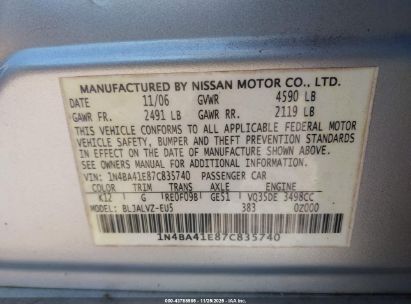 MANUFACTURED BY NISSAN MOTOR CO., LTD.
DATE 11/06 GVWR 4590 LB
GAWR FR. 2491 LB GAWR RR. 2119 LB
THIS VEHICLE CONFORMS TO ALL APPLICABLE FEDERAL MOTOR
VEHICLE SAFETY, BUMPER AND THEFT PREVENTION STANDARDS
IN EFFECT ON THE DATE OF MANUFACTURE SHOWN ABOVE.
SEE OWNERS MANUAL FOR ADDITIONAL INFORMATION
VIN: 1N4BA41E87C835740 PASSENGER CAR
COLOR TRIM TRANS AXLE ENGINE
K12 G RE0F09B GE51 VQ35DE 3498CC
MODEL BLJALVZ-EU5 383 0Z000
1N4BA41E87C835740